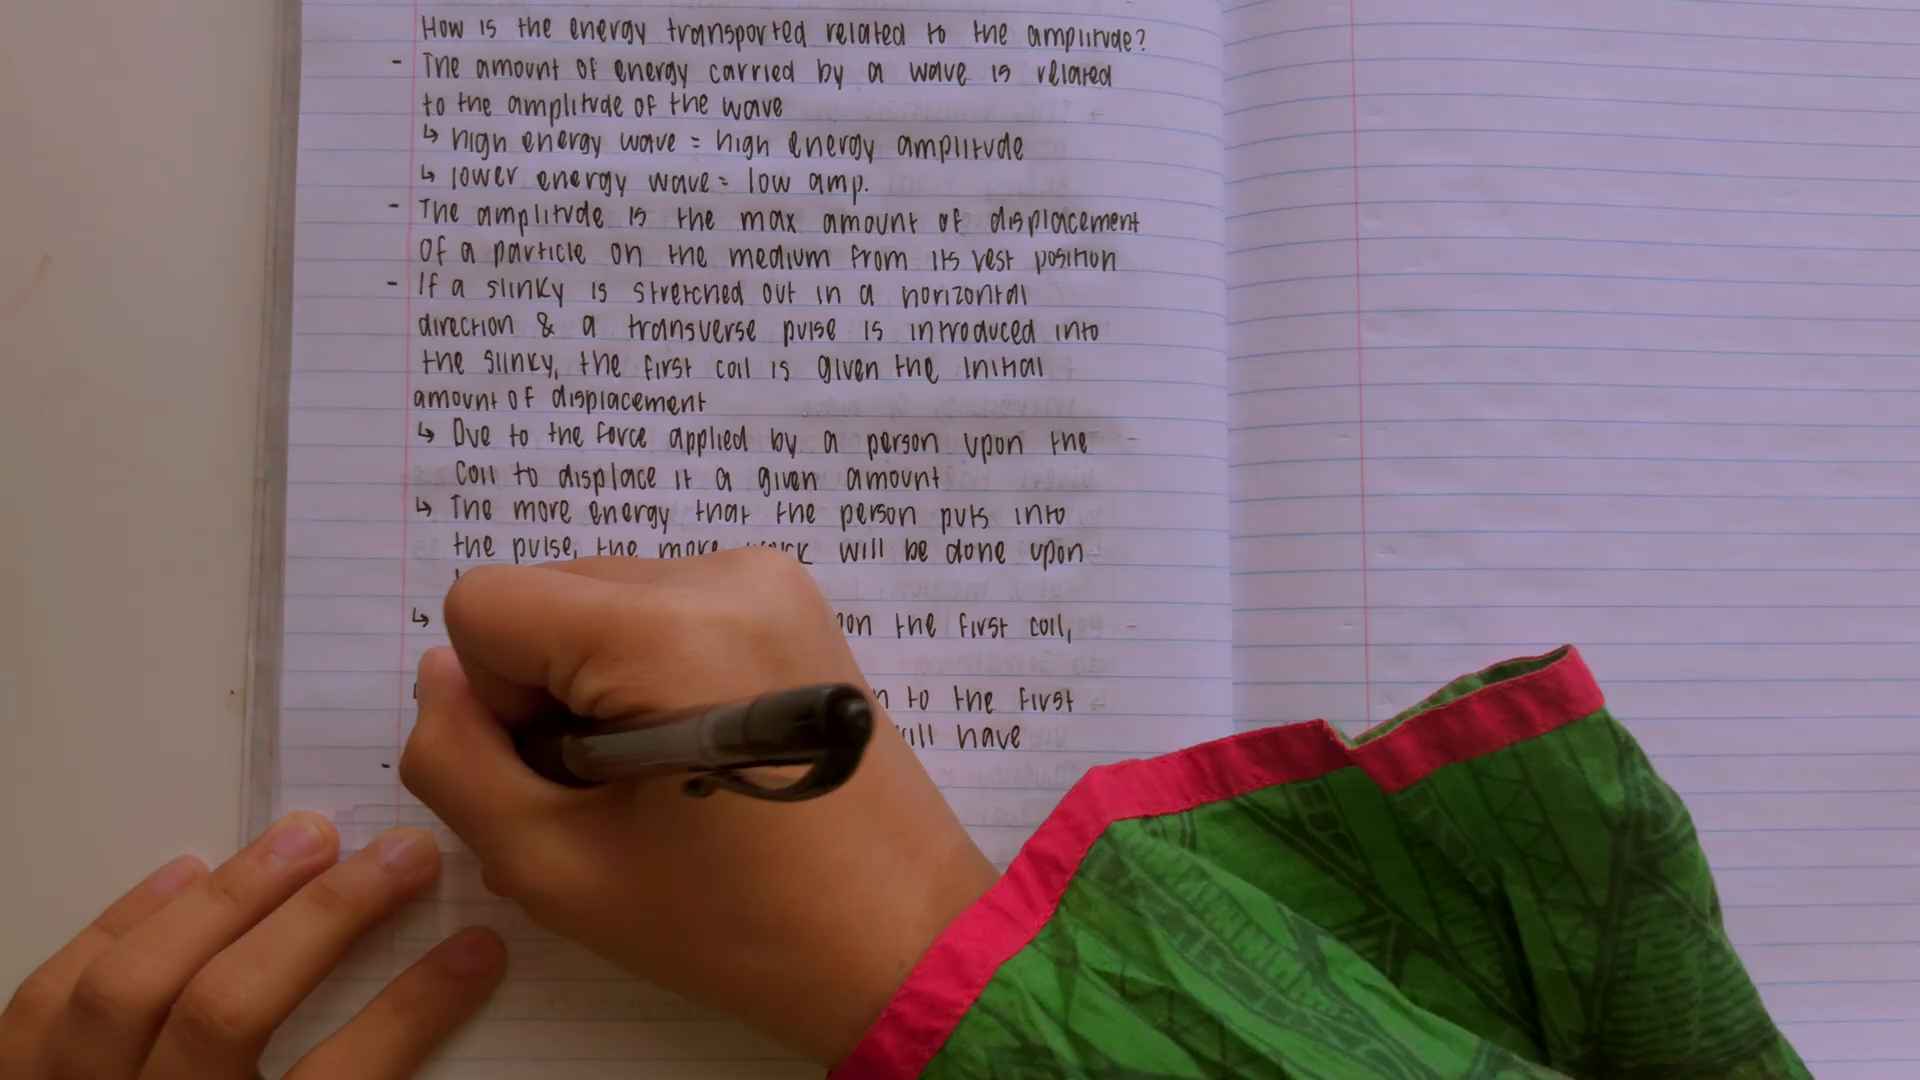 How is the energy transported related to the amplitude?
- The amount of energy carried by a wave is related
to the amplitude of the wave
↳ high energy wave = high energy amplitude
↳ lower energy wave = low amp.
- The amplitude is the max amount of displacement
of a particle on the medium from its rest position
- If a slinky is stretched out in a horizontal
direction & a transverse pulse is introduced into
the slinky, the first coil is given the initial
amount of displacement
↳ Due to the force applied by a person upon the
coil to displace it a given amount
↳ The more energy that the person puts into
the pulse, the more work will be done upon
↳ the first coil,
to the first
will have
-